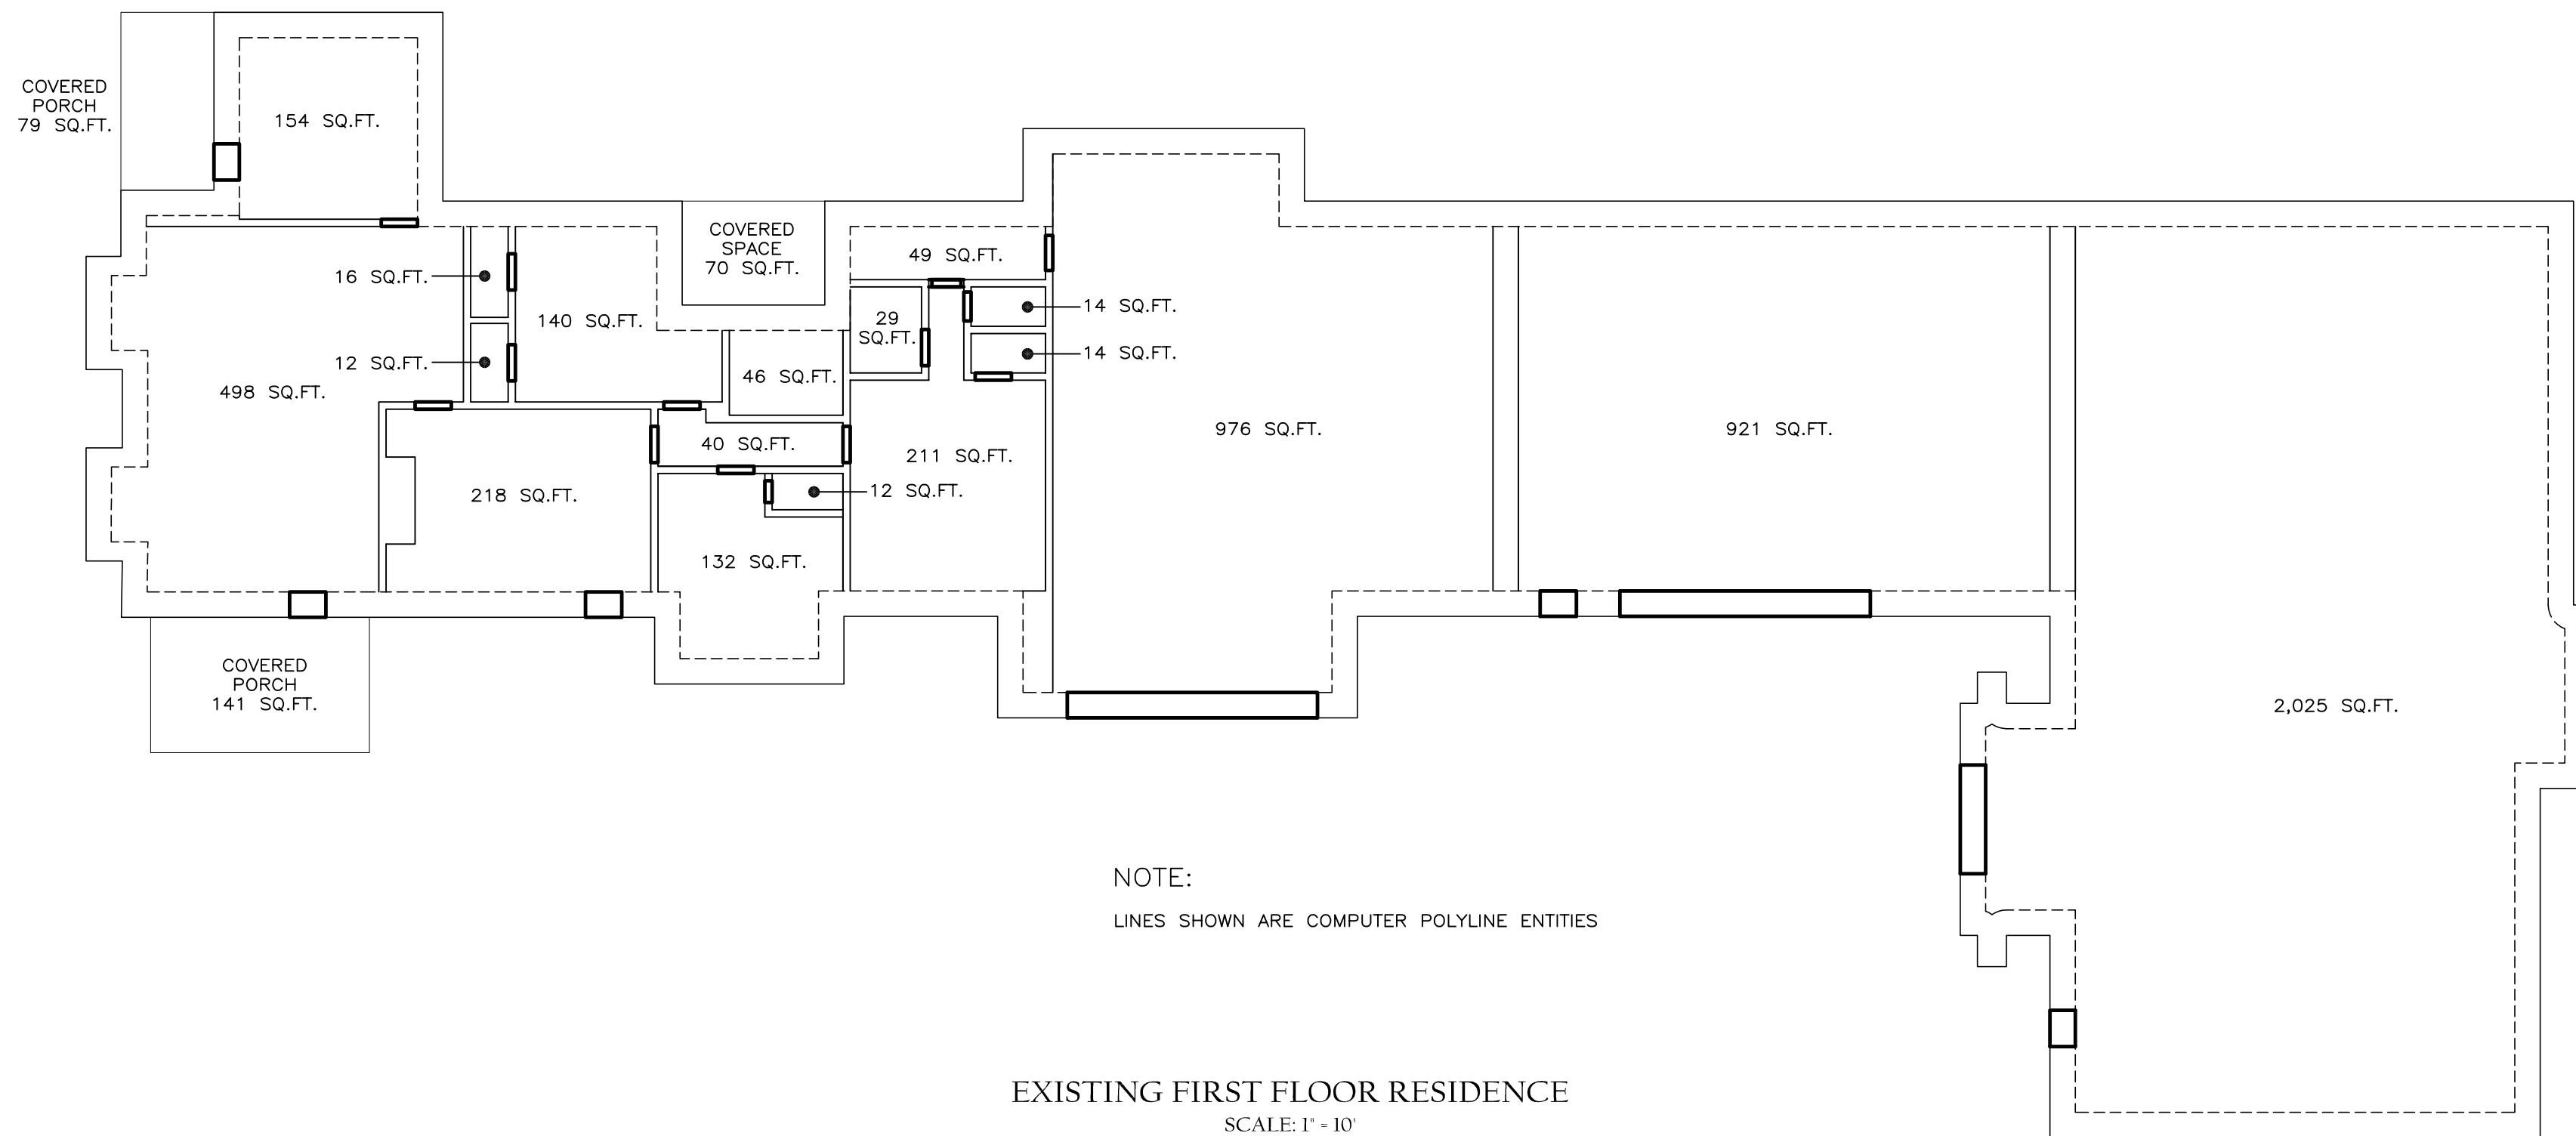 COVERED
PORCH
79 SQ.FT.
154 SQ.FT.
COVERED
SPACE
70 SQ.FT.
49 SQ.FT.
16 SQ.FT.
140 SQ.FT.
29
SQ.FT.
14 SQ.FT.
14 SQ.FT.
12 SQ.FT.
46 SQ.FT.
498 SQ.FT.
976 SQ.FT.
921 SQ.FT.
40 SQ.FT.
211 SQ.FT.
218 SQ.FT.
12 SQ.FT.
132 SQ.FT.
COVERED
PORCH
141 SQ.FT.
2,025 SQ.FT.
NOTE:
LINES SHOWN ARE COMPUTER POLYLINE ENTITIES
EXISTING FIRST FLOOR RESIDENCE
SCALE: 1" = 10'